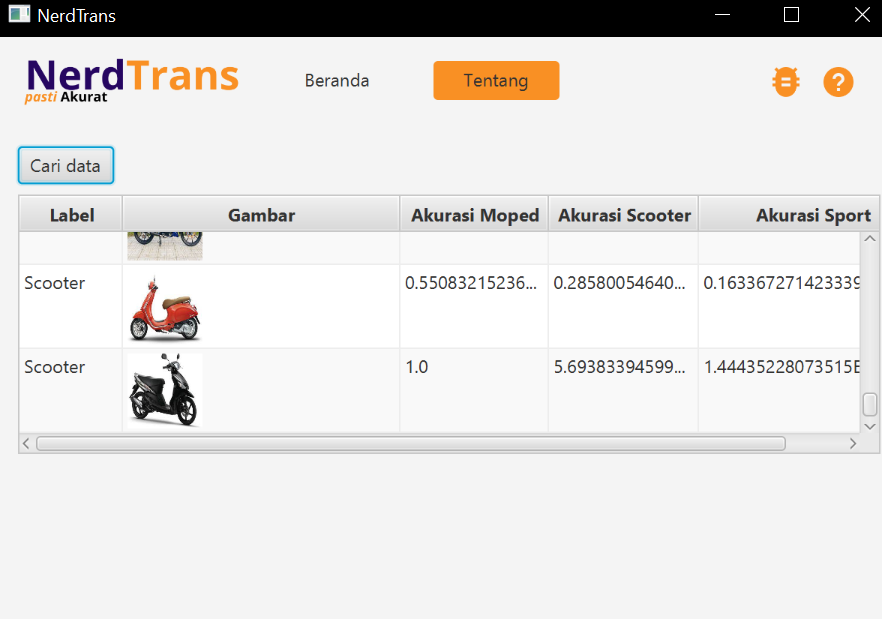 NerdTrans
NerdTrans
pasti Akurat
Beranda
Tentang
?
Cari data
Label Gambar Akurasi Moped Akurasi Scooter Akurasi Sport
Scooter 0.55083215236... 0.28580054640... 0.163367271423339
Scooter 1.0 5.69383394599... 1.44435228073515E